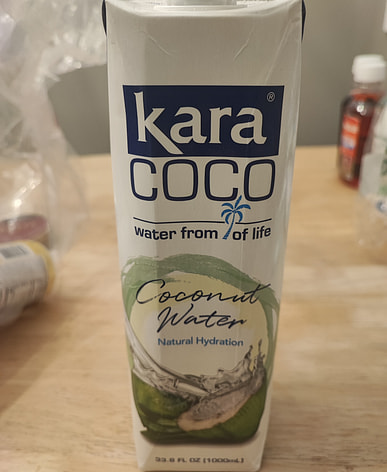 kara®
COCO
water from of life
Coconut
Water
Natural Hydration
33.8 FL OZ (1000mL)